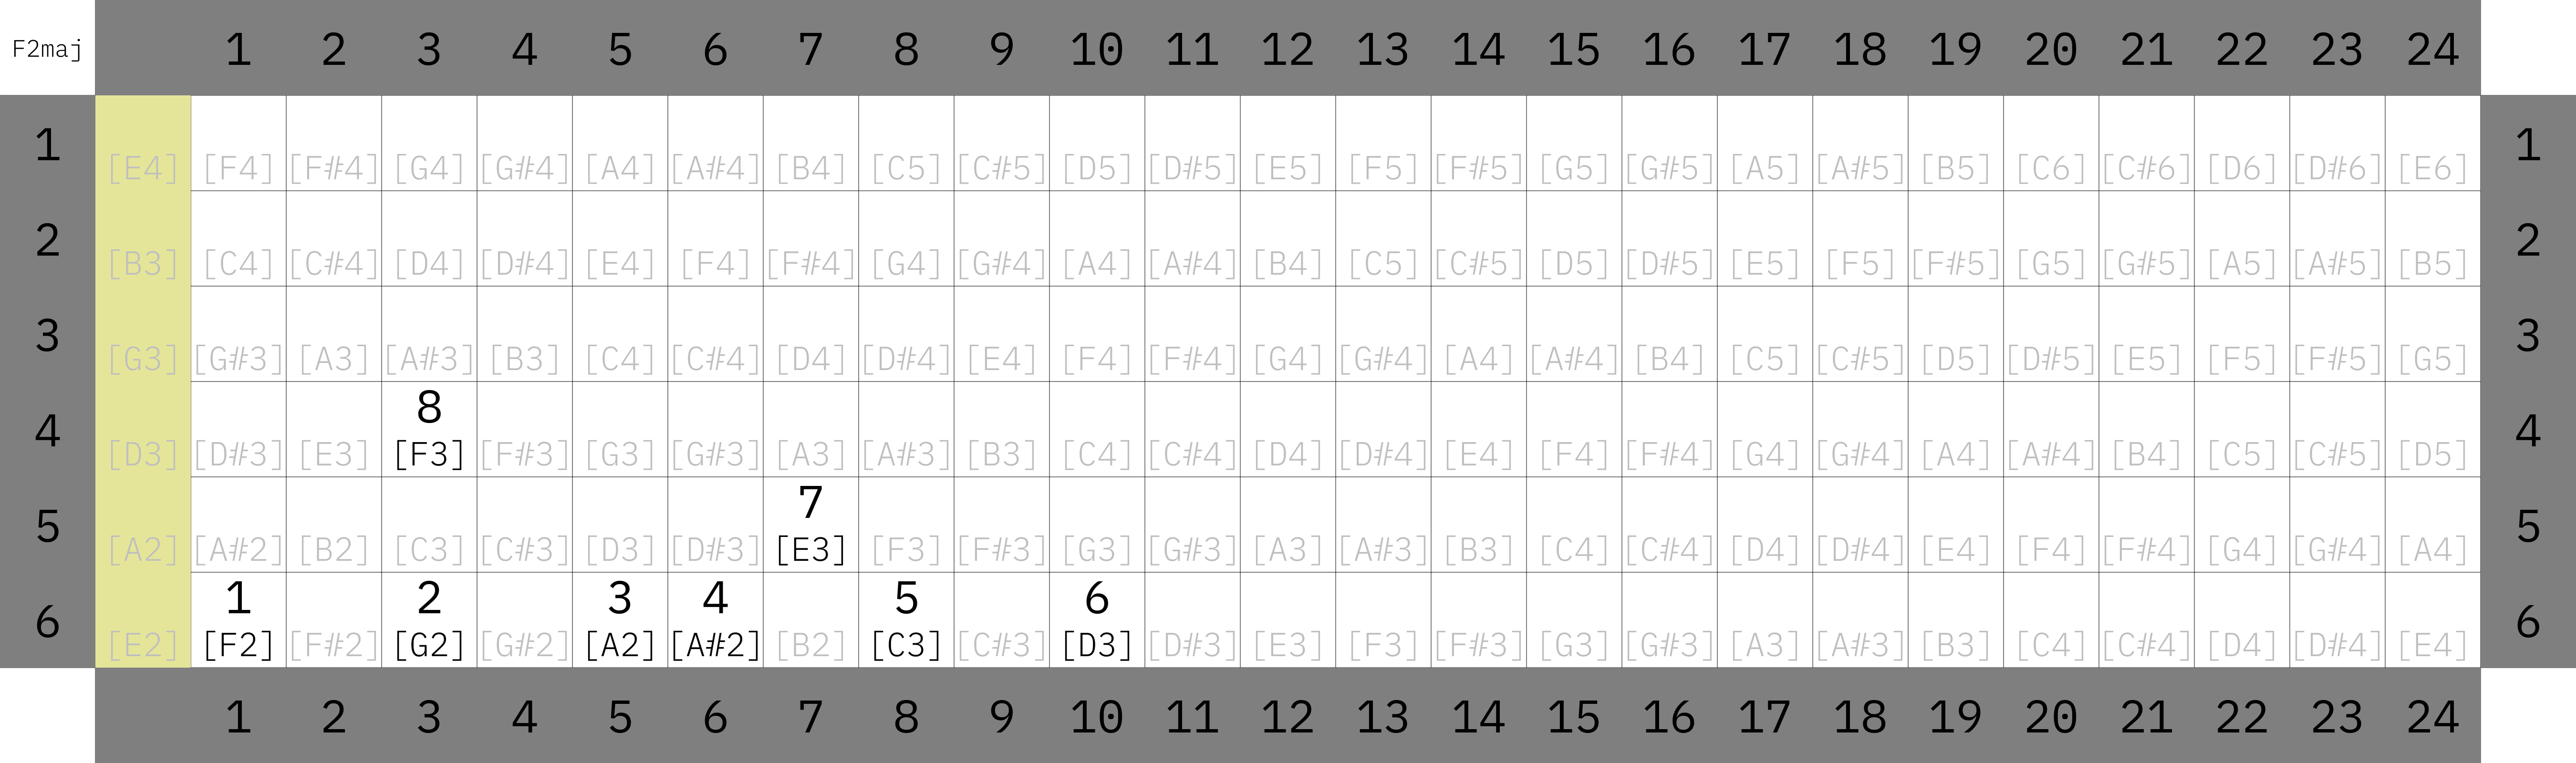 F2maj 1 2 3 4 5 6 7 8 9 10 11 12 13 14 15 16 17 18 19 20 21 22 23 24
1 [E4] [F4] [F#4] [G4] [G#4] [A4] [A#4] [B4] [C5] [C#5] [D5] [D#5] [E5] [F5] [F#5] [G5] [G#5] [A5] [A#5] [B5] [C6] [C#6] [D6] [D#6] [E6] 1
2 [B3] [C4] [C#4] [D4] [D#4] [E4] [F4] [F#4] [G4] [G#4] [A4] [A#4] [B4] [C5] [C#5] [D5] [D#5] [E5] [F5] [F#5] [G5] [G#5] [A5] [A#5] [B5] 2
3 [G3] [G#3] [A3] [A#3] [B3] [C4] [C#4] [D4] [D#4] [E4] [F4] [F#4] [G4] [G#4] [A4] [A#4] [B4] [C5] [C#5] [D5] [D#5] [E5] [F5] [F#5] [G5] 3
8
4 [D3] [D#3] [E3] [F3] [F#3] [G3] [G#3] [A3] [A#3] [B3] [C4] [C#4] [D4] [D#4] [E4] [F4] [F#4] [G4] [G#4] [A4] [A#4] [B4] [C5] [C#5] [D5] 4
7
5 [A2] [A#2] [B2] [C3] [C#3] [D3] [D#3] [E3] [F3] [F#3] [G3] [G#3] [A3] [A#3] [B3] [C4] [C#4] [D4] [D#4] [E4] [F4] [F#4] [G4] [G#4] [A4] 5
1 2 3 4 5 6
6 [E2] [F2] [F#2] [G2] [G#2] [A2] [A#2] [B2] [C3] [C#3] [D3] [D#3] [E3] [F3] [F#3] [G3] [G#3] [A3] [A#3] [B3] [C4] [C#4] [D4] [D#4] [E4] 6
1 2 3 4 5 6 7 8 9 10 11 12 13 14 15 16 17 18 19 20 21 22 23 24